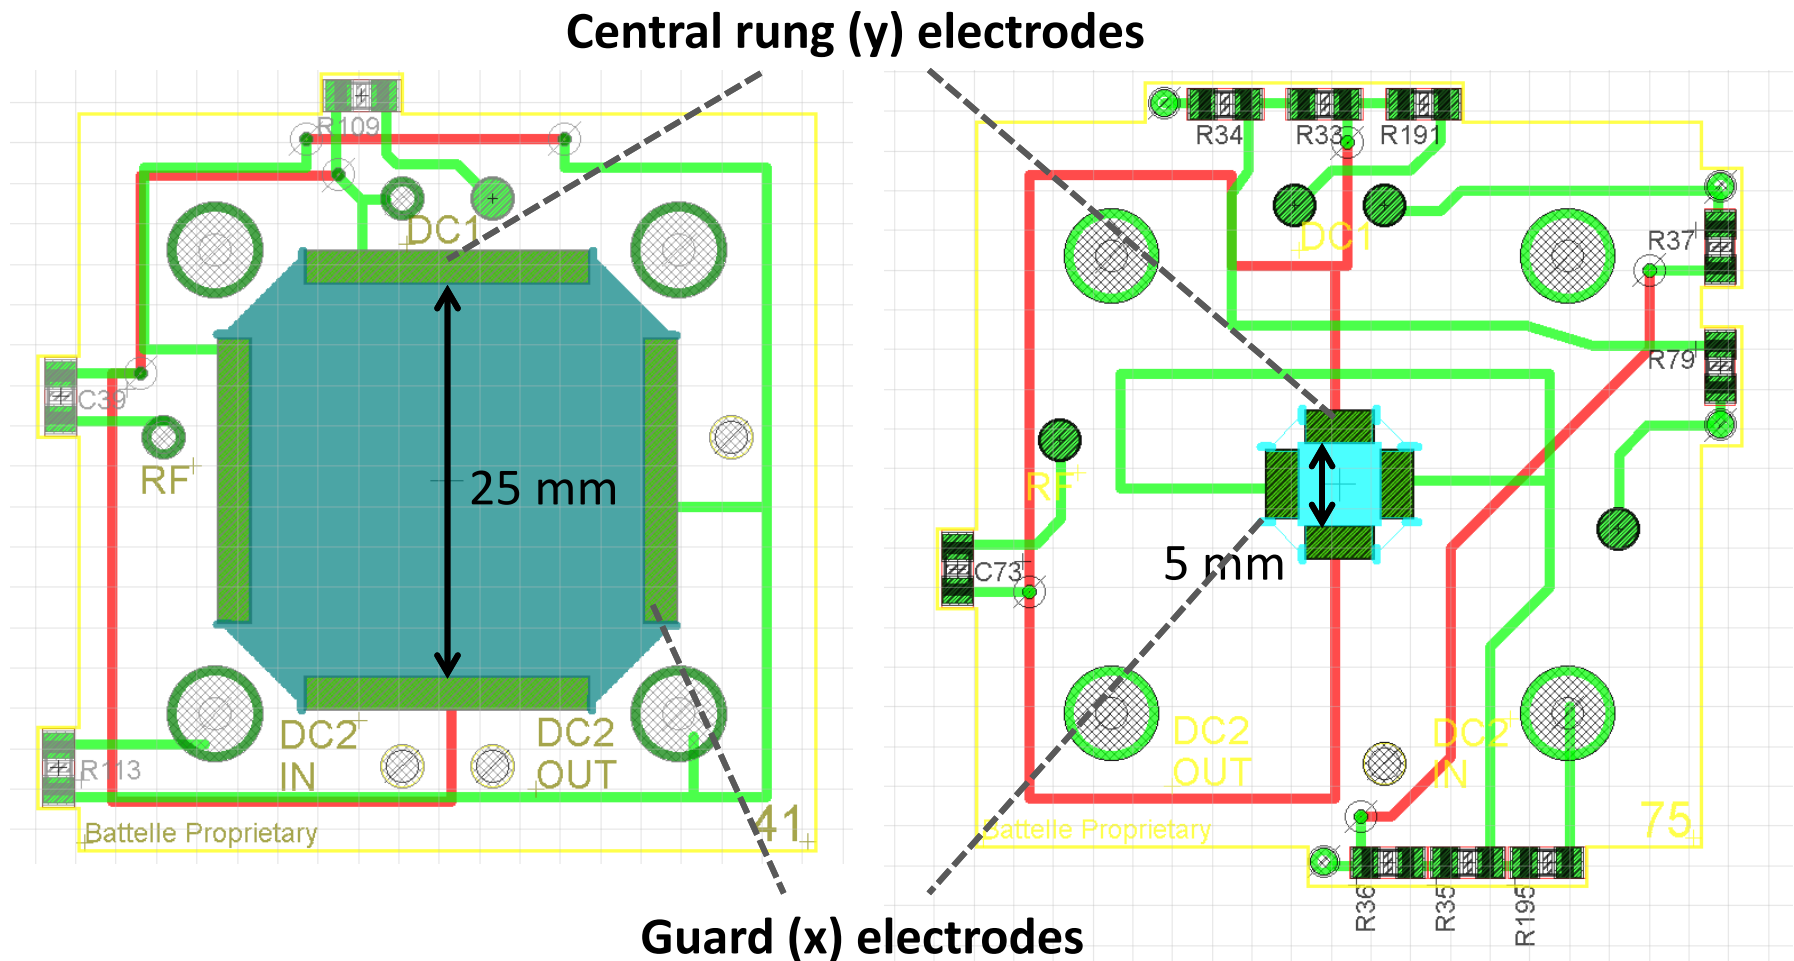 Central rung (y) electrodes
R109
DC1
C39
RF
25 mm
DC2
IN
DC2
OUT
R113
Battelle Proprietary
41
R34
R33
R191
DC1
R37
R79
RF
C73
5 mm
DC2
OUT
DC2
IN
Battelle Proprietary
75
R36
R35
R195
Guard (x) electrodes